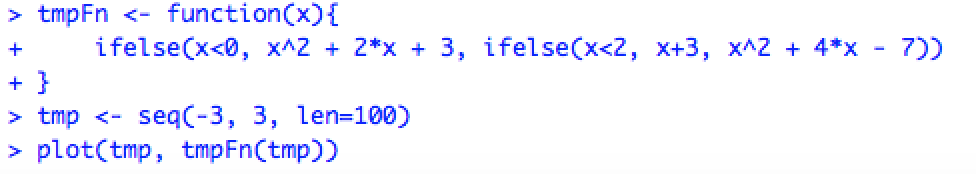 > tmpFn <- function(x){
+     ifelse(x<0, x^2 + 2*x + 3, ifelse(x<2, x+3, x^2 + 4*x - 7))
+ }
> tmp <- seq(-3, 3, len=100)
> plot(tmp, tmpFn(tmp))